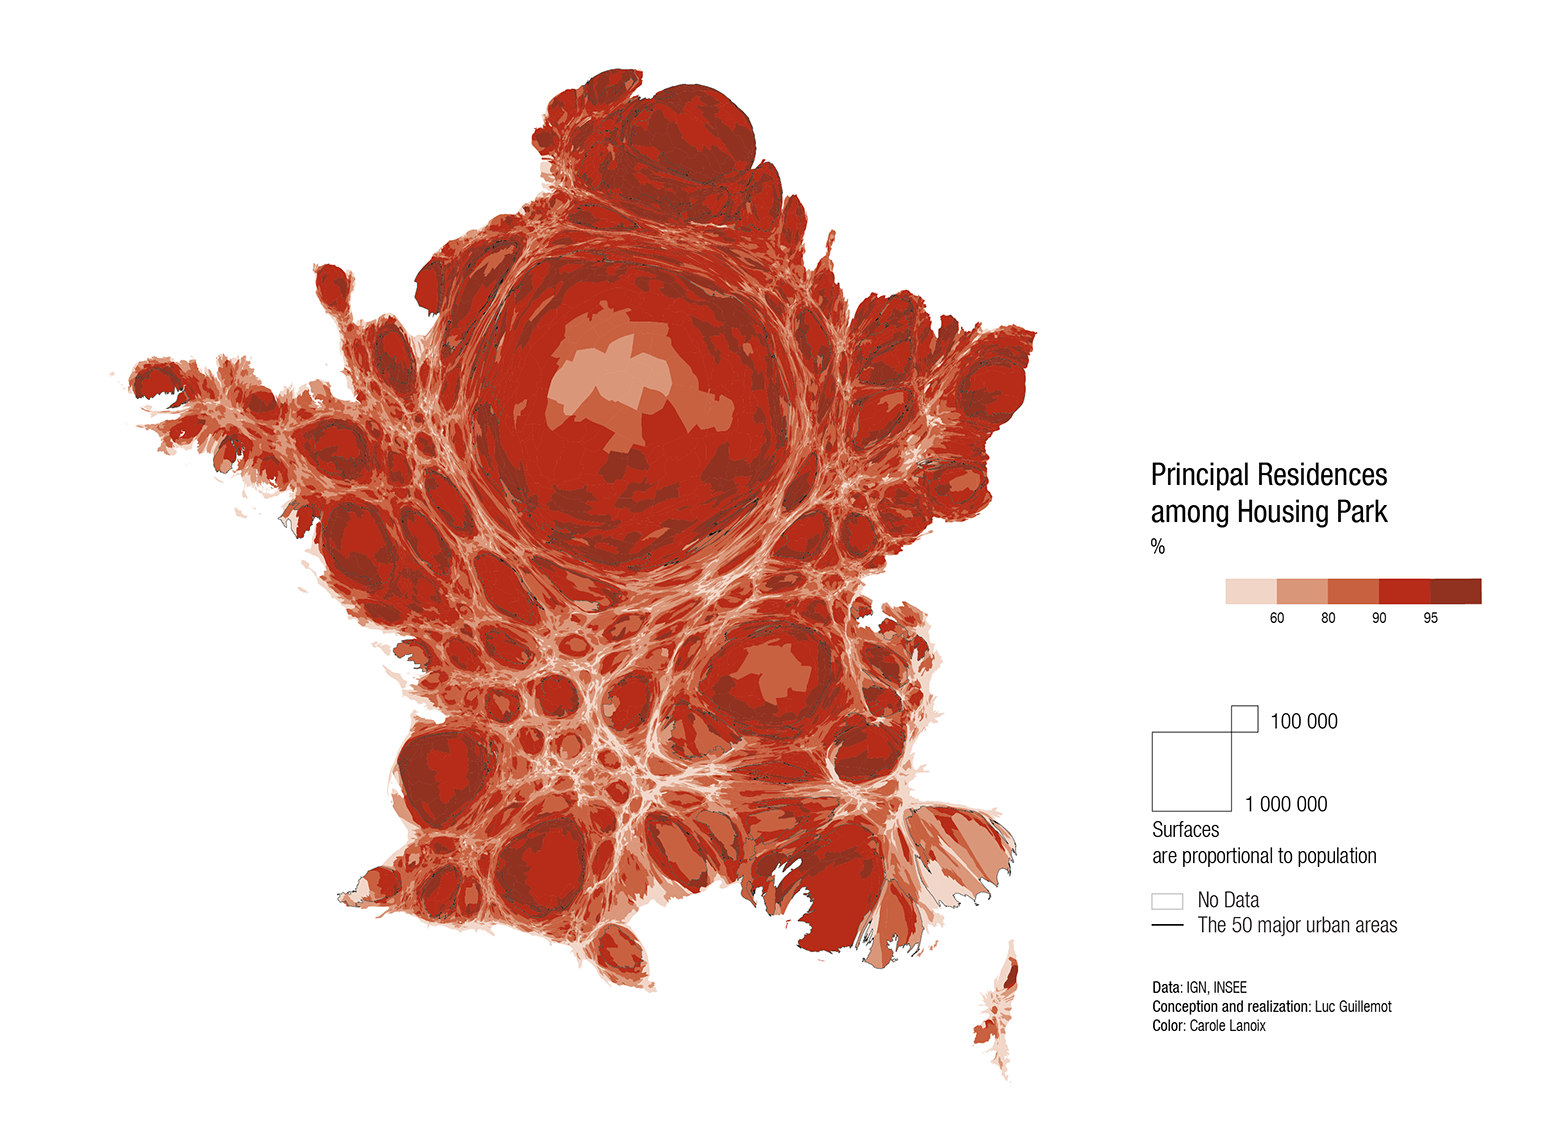 Principal Residences
among Housing Park
%
60 80 90 95
100 000
1 000 000
Surfaces
are proportional to population
No Data
The 50 major urban areas
Data: IGN, INSEE
Conception and realization: Luc Guillemot
Color: Carole Lanoix